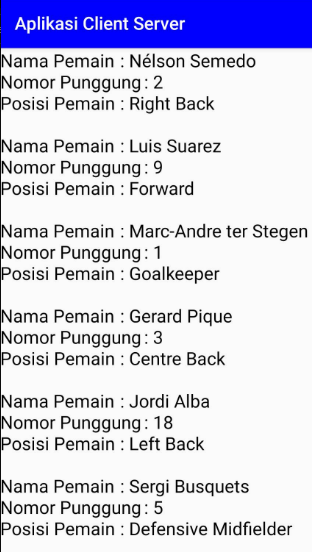 Aplikasi Client Server
Nama Pemain : Nélson Semedo
Nomor Punggung : 2
Posisi Pemain : Right Back
Nama Pemain : Luis Suarez
Nomor Punggung : 9
Posisi Pemain : Forward
Nama Pemain : Marc-Andre ter Stegen
Nomor Punggung : 1
Posisi Pemain : Goalkeeper
Nama Pemain : Gerard Pique
Nomor Punggung : 3
Posisi Pemain : Centre Back
Nama Pemain : Jordi Alba
Nomor Punggung : 18
Posisi Pemain : Left Back
Nama Pemain : Sergi Busquets
Nomor Punggung : 5
Posisi Pemain : Defensive Midfielder